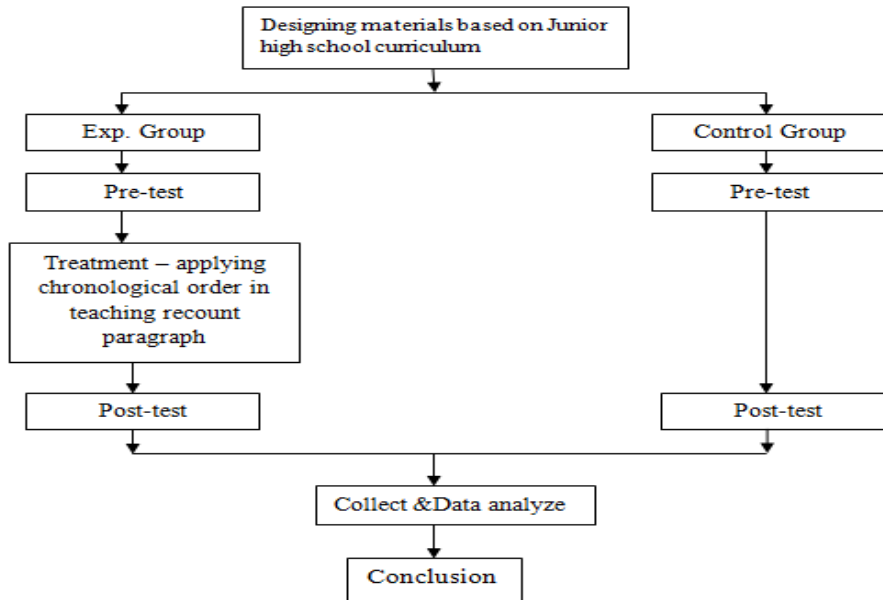 Designing materials based on Junior
high school curriculum
Exp. Group
Control Group
Pre-test
Pre-test
Treatment – applying
chronological order in
teaching recount
paragraph
Post-test
Post-test
Collect &Data analyze
Conclusion